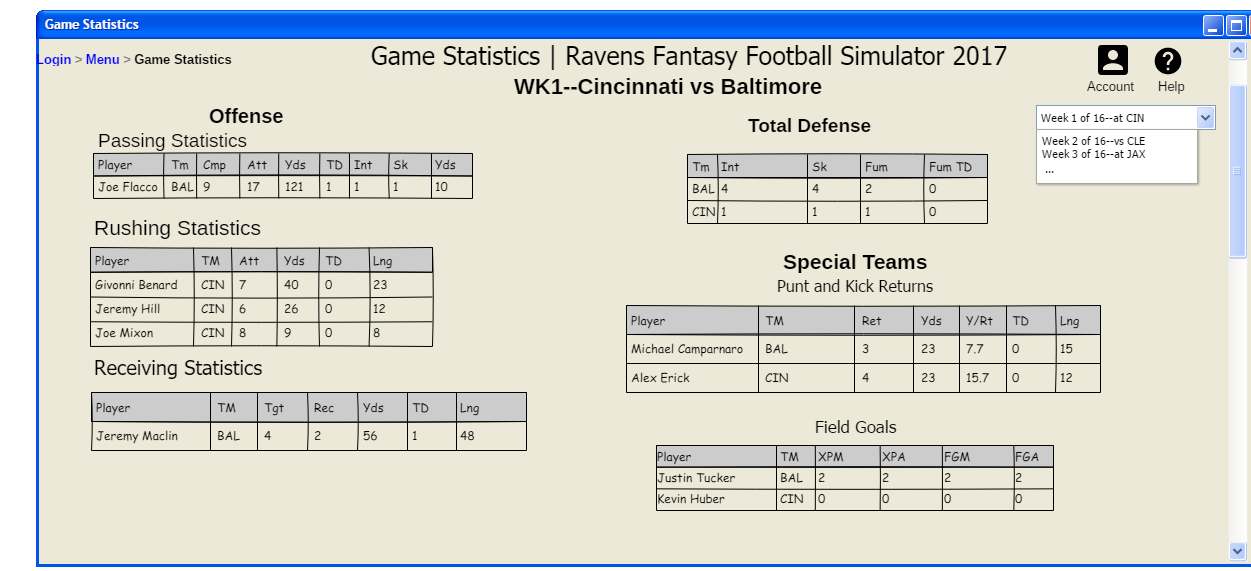 Game Statistics
Login > Menu > Game Statistics
Game Statistics | Ravens Fantasy Football Simulator 2017
WK1--Cincinnati vs Baltimore
Account Help
Week 1 of 16--at CIN
Week 2 of 16--vs CLE
Week 3 of 16--at JAX
...
Offense
Passing Statistics
Player Tm Cmp Att Yds TD Int Sk Yds
Joe Flacco BAL 9 17 121 1 1 1 10
Rushing Statistics
Player TM Att Yds TD Lng
Givonni Benard CIN 7 40 0 23
Jeremy Hill CIN 6 26 0 12
Joe Mixon CIN 8 9 0 8
Receiving Statistics
Player TM Tgt Rec Yds TD Lng
Jeremy Maclin BAL 4 2 56 1 48
Total Defense
Tm Int Sk Fum Fum TD
BAL 4 4 2 0
CIN 1 1 1 0
Special Teams
Punt and Kick Returns
Player TM Ret Yds Y/Rt TD Lng
Michael Camparnaro BAL 3 23 7.7 0 15
Alex Erick CIN 4 23 15.7 0 12
Field Goals
Player TM XPM XPA FGM FGA
Justin Tucker BAL 2 2 2 2
Kevin Huber CIN 0 0 0 0